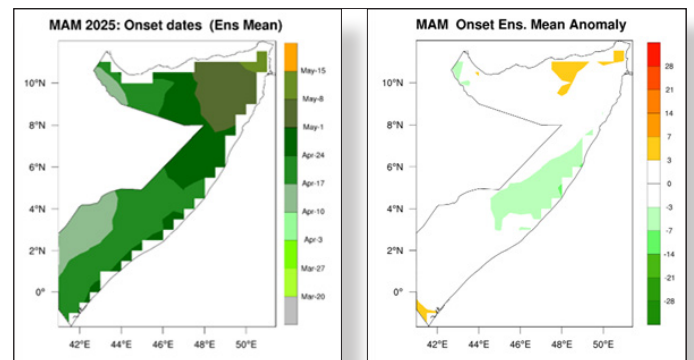 MAM 2025: Onset dates (Ens Mean)
10°N
8°N
6°N
4°N
2°N
0°
42°E 44°E 46°E 48°E 50°E
May-15
May-8
May-1
Apr-24
Apr-17
Apr-10
Apr-3
Mar-27
Mar-20
MAM Onset Ens. Mean Anomaly
10°N
8°N
6°N
4°N
2°N
0°
42°E 44°E 46°E 48°E 50°E
28
21
14
7
3
0
-3
-7
-14
-21
-28